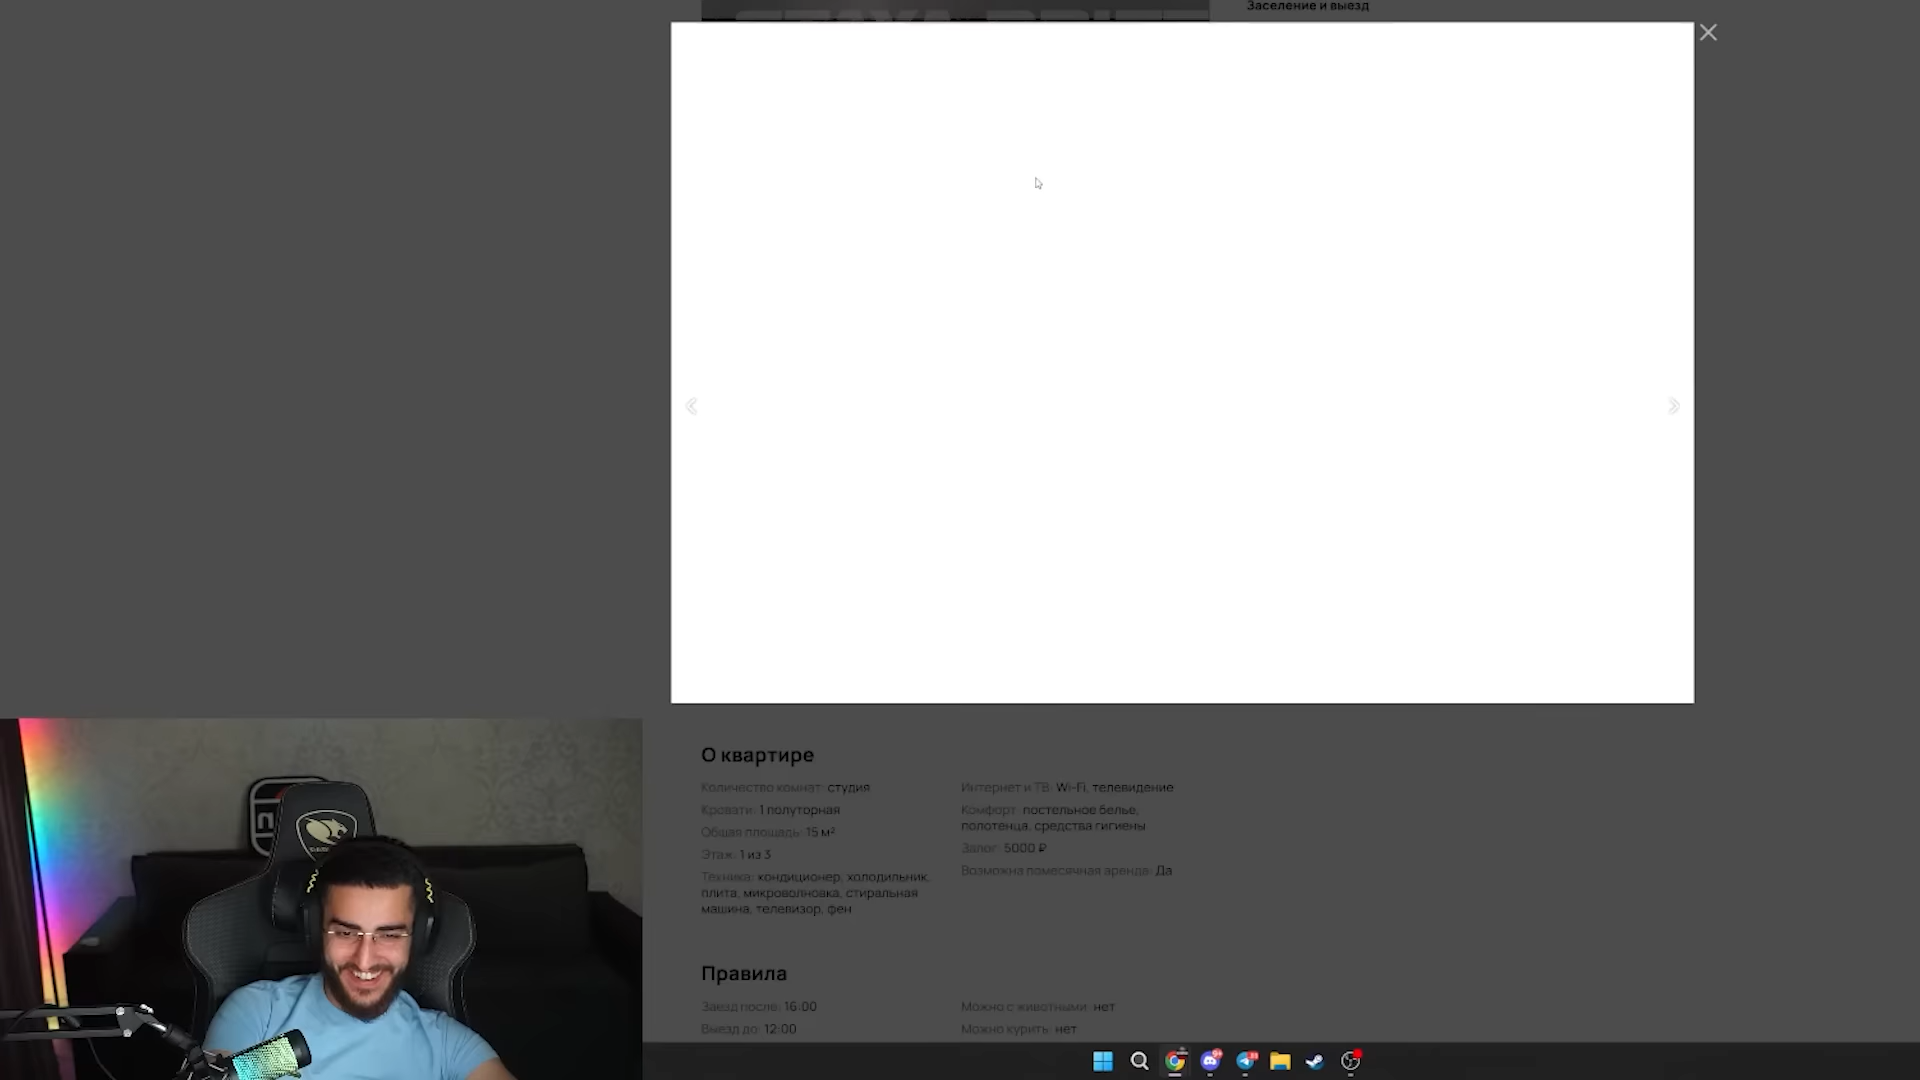 Заселение и выезд
О квартире
Количество комнат: студия
Кровати: 1 полуторная
Общая площадь: 15 м²
Этаж: 1 из 3
Техника: кондиционер, холодильник,
плита, микроволновка, стиральная
машина, телевизор, фен
Интернет и ТВ: Wi-Fi, телевидение
Комфорт: постельное белье,
полотенца, средства гигиены
Залог: 5000 ₽
Возможна помесячная аренда: Да
Правила
Заезд после: 16:00
Выезд до: 12:00
Можно с животными: нет
Можно курить: нет